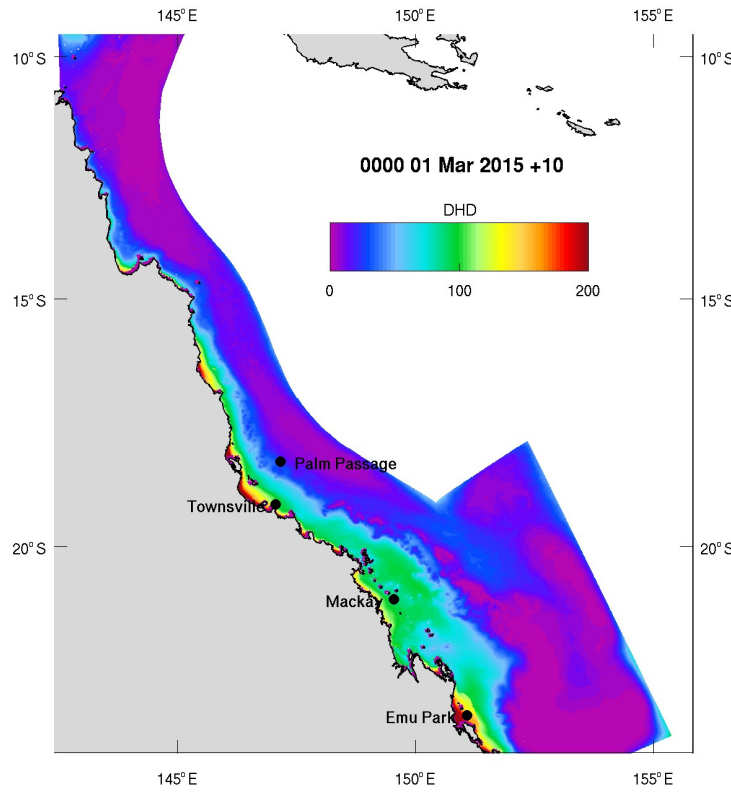 145°E 150°E 155°E
10°S 10°S
0000 01 Mar 2015 +10
DHD
0 100 200
15°S 15°S
Palm Passage
Townsville
20°S 20°S
Mackay
Emu Park
145°E 150°E 155°E